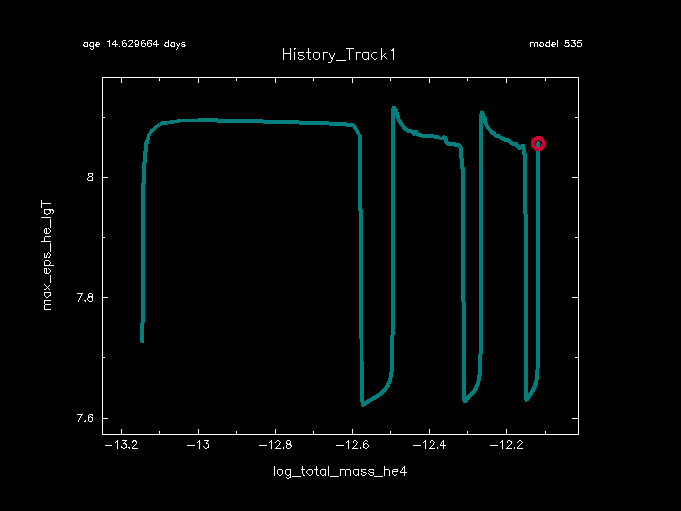 age 14.629664 days
model 535
History_Track1
max_eps_he_lgT
8
7.8
7.6
−13.2
−13
−12.8
−12.6
−12.4
−12.2
log_total_mass_he4